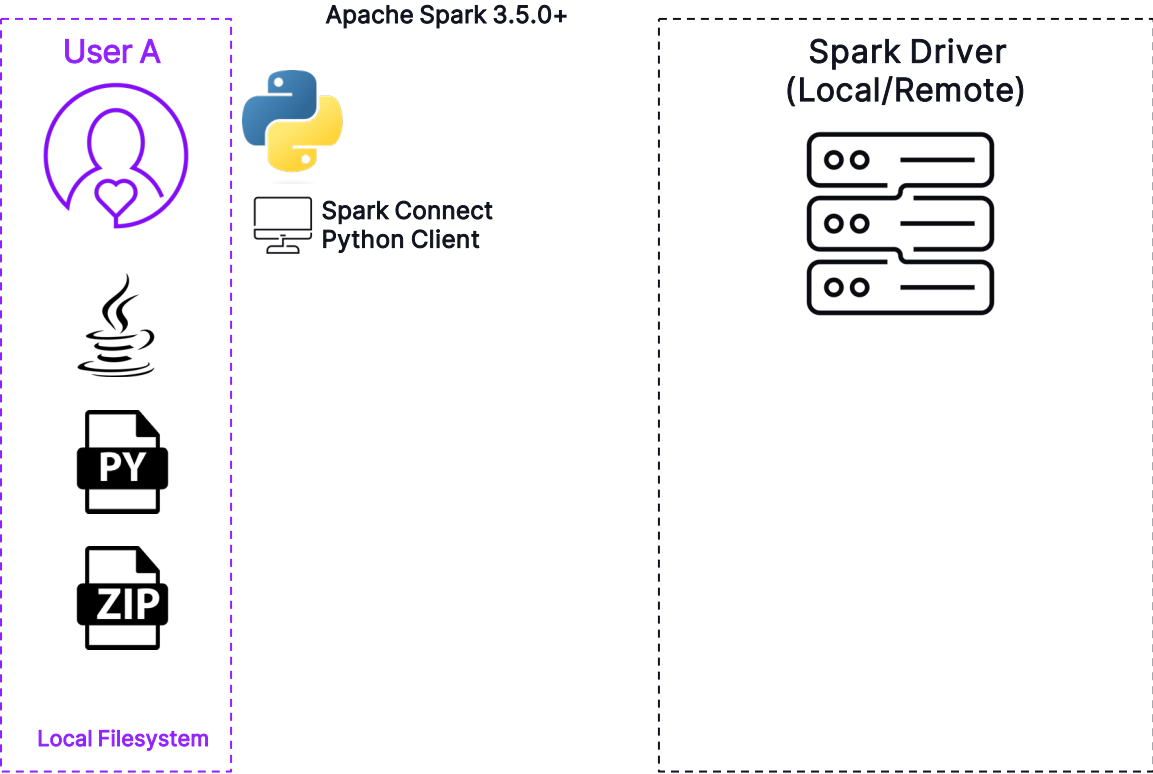 Apache Spark 3.5.0+
User A
Spark Connect
Python Client
PY
ZIP
Local Filesystem
Spark Driver
(Local/Remote)